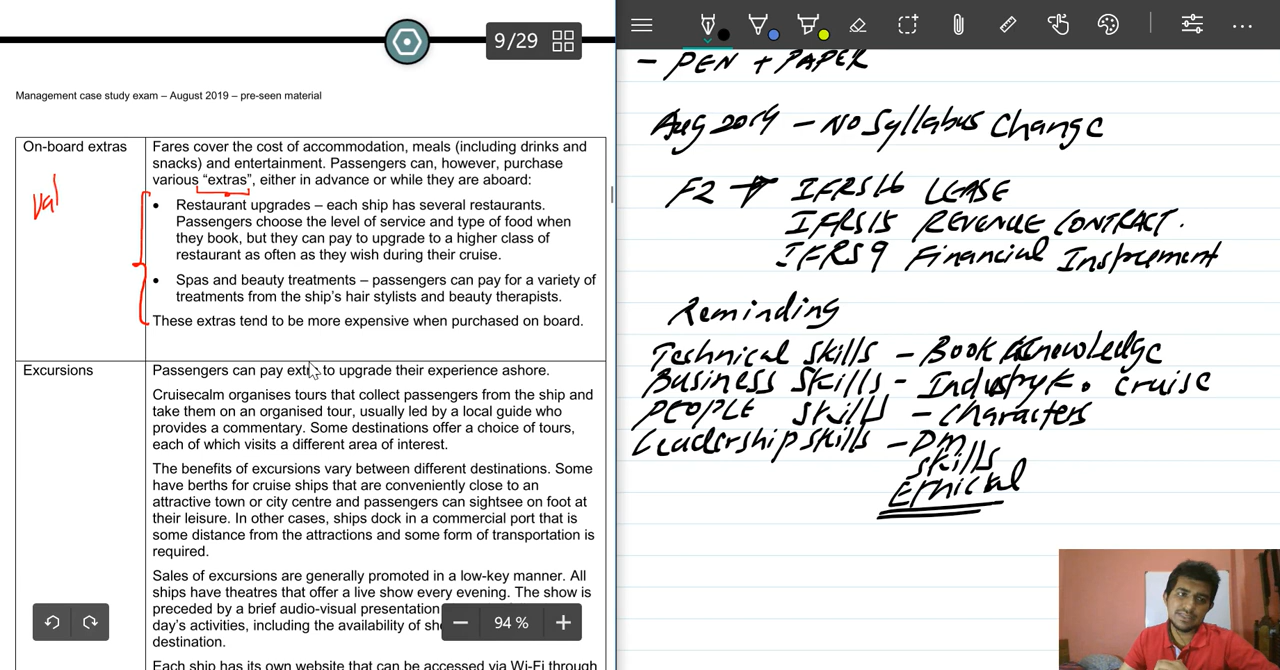 9/29
Management case study exam – August 2019 – pre-seen material
On-board extras
Fares cover the cost of accommodation, meals (including drinks and
snacks) and entertainment. Passengers can, however, purchase
various “extras”, either in advance or while they are aboard:
val
• Restaurant upgrades – each ship has several restaurants.
Passengers choose the level of service and type of food when
they book, but they can pay to upgrade to a higher class of
restaurant as often as they wish during their cruise.
• Spas and beauty treatments – passengers can pay for a variety of
treatments from the ship’s hair stylists and beauty therapists.
These extras tend to be more expensive when purchased on board.
Excursions
Passengers can pay extra to upgrade their experience ashore.
Cruisecalm organises tours that collect passengers from the ship and
take them on an organised tour, usually led by a local guide who
provides a commentary. Some destinations offer a choice of tours,
each of which visits a different area of interest.
The benefits of excursions vary between different destinations. Some
have berths for cruise ships that are conveniently close to an
attractive town or city centre and passengers can sightsee on foot at
their leisure. In other cases, ships dock in a commercial port that is
some distance from the attractions and some form of transportation is
required.
Sales of excursions are generally promoted in a low-key manner. All
ships have theatres that offer a live show every evening. The show is
preceded by a brief audio-visual presentation
day’s activities, including the availability of
destination.
Each ship has its own website that can be accessed via Wi-Fi through
94 %
- PEN + PAPER
Aug 2019 - No Syllabus Change
F2 → IFRS16 LEASE
IFRS15 REVENUE CONTRACT.
IFRS9 Financial Instrument
Reminding
Technical Skills - Book Knowledge
Business Skills - Industry K. Cruise
PEOPLE Skills - Characters
Leadership Skills - DM
Skills
Ethical